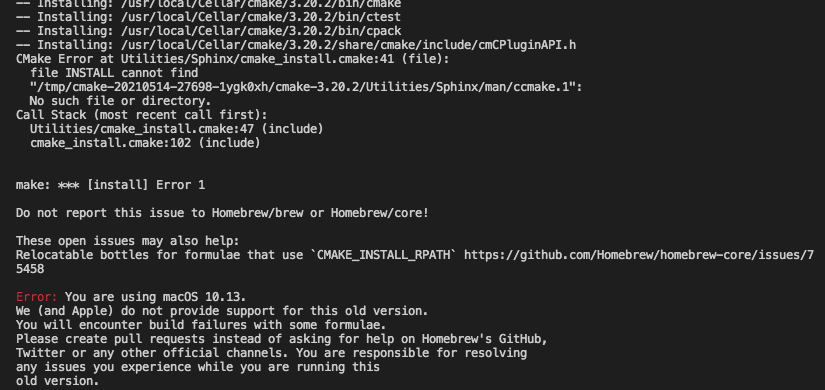 -- Installing: /usr/local/Cellar/cmake/3.20.2/bin/cmake
-- Installing: /usr/local/Cellar/cmake/3.20.2/bin/ctest
-- Installing: /usr/local/Cellar/cmake/3.20.2/bin/cpack
-- Installing: /usr/local/Cellar/cmake/3.20.2/share/cmake/include/cmCPluginAPI.h
CMake Error at Utilities/Sphinx/cmake_install.cmake:41 (file):
  file INSTALL cannot find
  "/tmp/cmake-20210514-27698-1ygk0xh/cmake-3.20.2/Utilities/Sphinx/man/ccmake.1":
  No such file or directory.
Call Stack (most recent call first):
  Utilities/cmake_install.cmake:47 (include)
  cmake_install.cmake:102 (include)
make: *** [install] Error 1
Do not report this issue to Homebrew/brew or Homebrew/core!
These open issues may also help:
Relocatable bottles for formulae that use `CMAKE_INSTALL_RPATH` https://github.com/Homebrew/homebrew-core/issues/7
5458
Error: You are using macOS 10.13.
We (and Apple) do not provide support for this old version.
You will encounter build failures with some formulae.
Please create pull requests instead of asking for help on Homebrew's GitHub,
Twitter or any other official channels. You are responsible for resolving
any issues you experience while you are running this
old version.